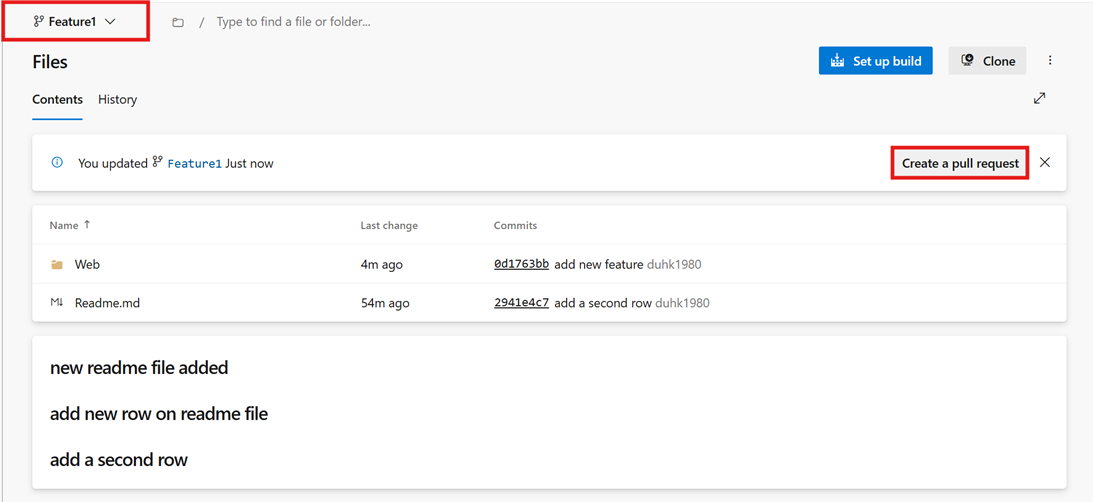 Feature1
/ Type to find a file or folder...
Files
Set up build
Clone
Contents
History
You updated Feature1 Just now
Create a pull request
Name ↑ Last change Commits
Web 4m ago 0d1763bb add new feature duhk1980
M↓ Readme.md 54m ago 2941e4c7 add a second row duhk1980
new readme file added
add new row on readme file
add a second row